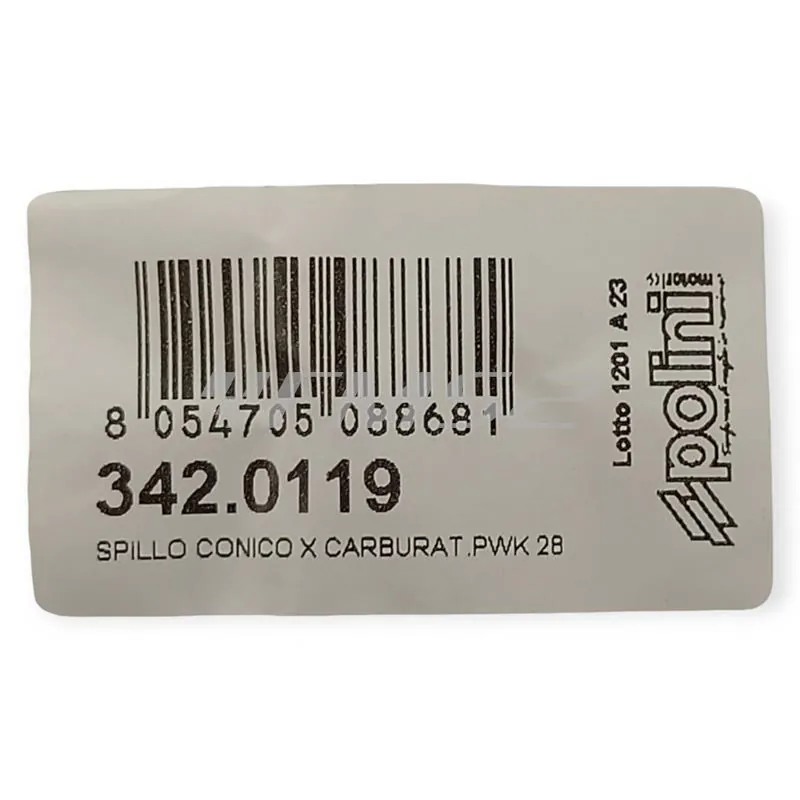 8 054705 088681
342.0119
SPILLO CONICO X CARBURAT.PWK 28
Lotto 1201 A 23
polini
motori